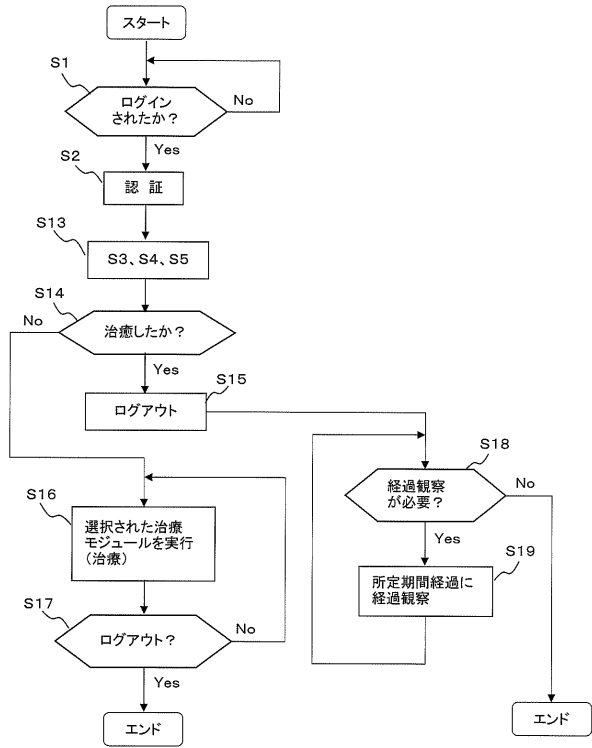 スタート
S1
ログイン
されたか？
No
Yes
S2
認 証
S13
S3、S4、S5
S14
No
治癒したか？
Yes
S15
ログアウト
S18
経過観察
が必要？
No
Yes
S16
選択された治療
モジュールを実行
（治療）
S19
所定期間経過に
経過観察
S17
ログアウト？
No
Yes
エンド
エンド